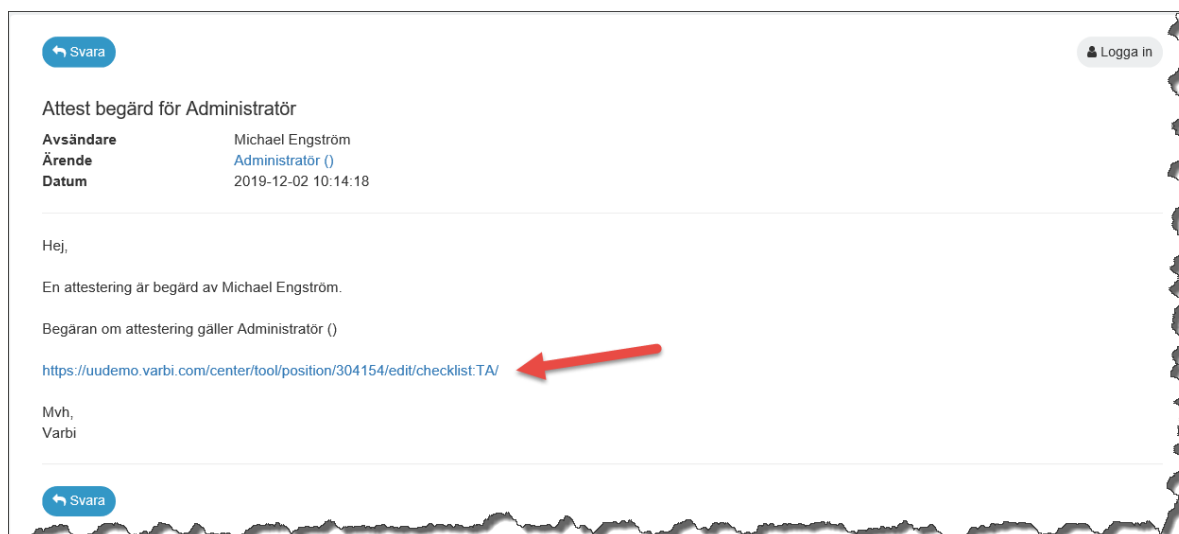 Svara
Logga in
Attest begärd för Administratör
Avsändare Michael Engström
Ärende Administratör ()
Datum 2019-12-02 10:14:18
Hej,
En attestering är begärd av Michael Engström.
Begäran om attestering gäller Administratör ()
https://uudemo.varbi.com/center/tool/position/304154/edit/checklist:TA/
Mvh,
Varbi
Svara